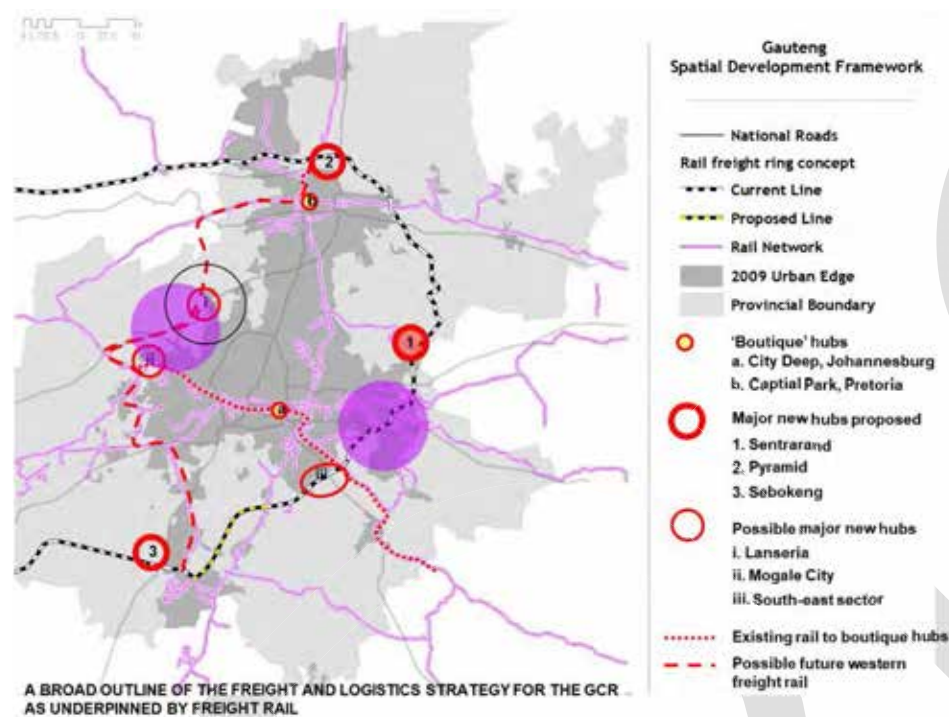 2
b
i
1
ii
a
iii
3
A BROAD OUTLINE OF THE FREIGHT AND LOGISTICS STRATEGY FOR THE GCR
AS UNDERPINNED BY FREIGHT RAIL
Gauteng
Spatial Development Framework
National Roads
Rail freight ring concept
Current Line
Proposed Line
Rail Network
2009 Urban Edge
Provincial Boundary
'Boutique' hubs
a. City Deep, Johannesburg
b. Captial Park, Pretoria
Major new hubs proposed
1. Sentrarand
2. Pyramid
3. Sebokeng
Possible major new hubs
i. Lanseria
ii. Mogale City
iii. South-east sector
Existing rail to boutique hubs
Possible future western
freight rail